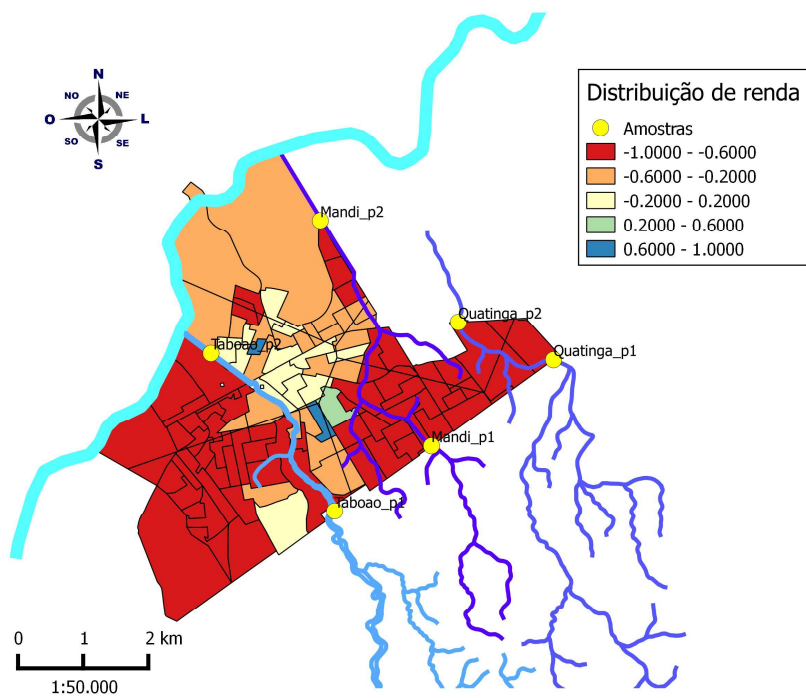 N
NO
NE
O
L
SO
SE
S
Distribuição de renda
Amostras
-1.0000 - -0.6000
-0.6000 - -0.2000
-0.2000 - 0.2000
0.2000 - 0.6000
0.6000 - 1.0000
Mandi_p2
Quatinga_p2
Taboao_p2
Quatinga_p1
Mandi_p1
Taboao_p1
0 1 2 km
1:50.000